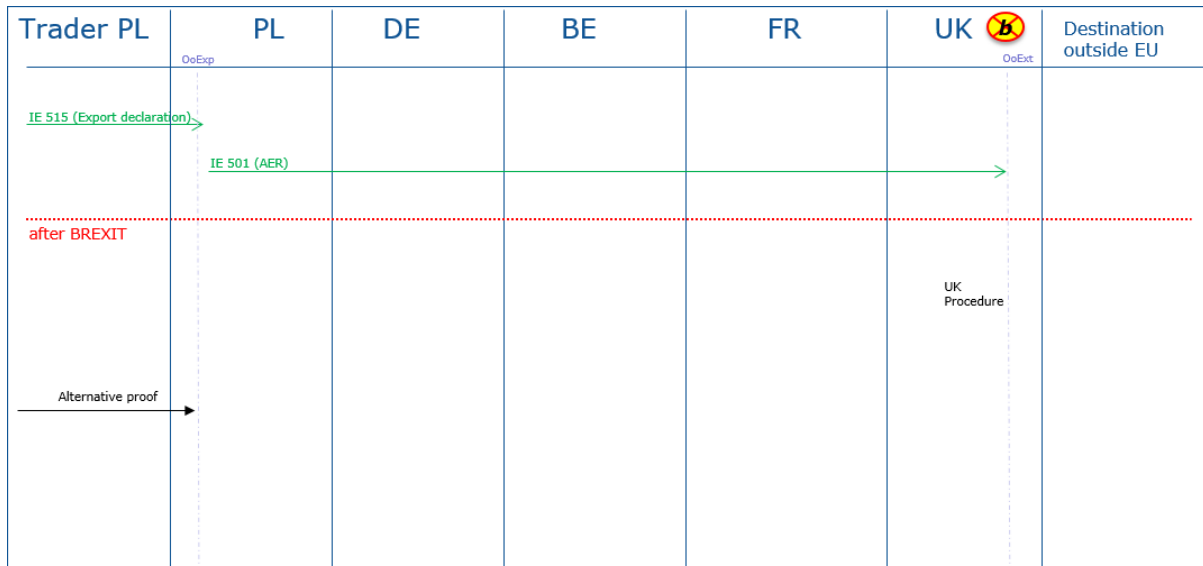 Trader PL
PL
DE
BE
FR
UK
b
Destination
outside EU
OoExp
OoExt
IE 515 (Export declaration)
IE 501 (AER)
after BREXIT
UK
Procedure
Alternative proof